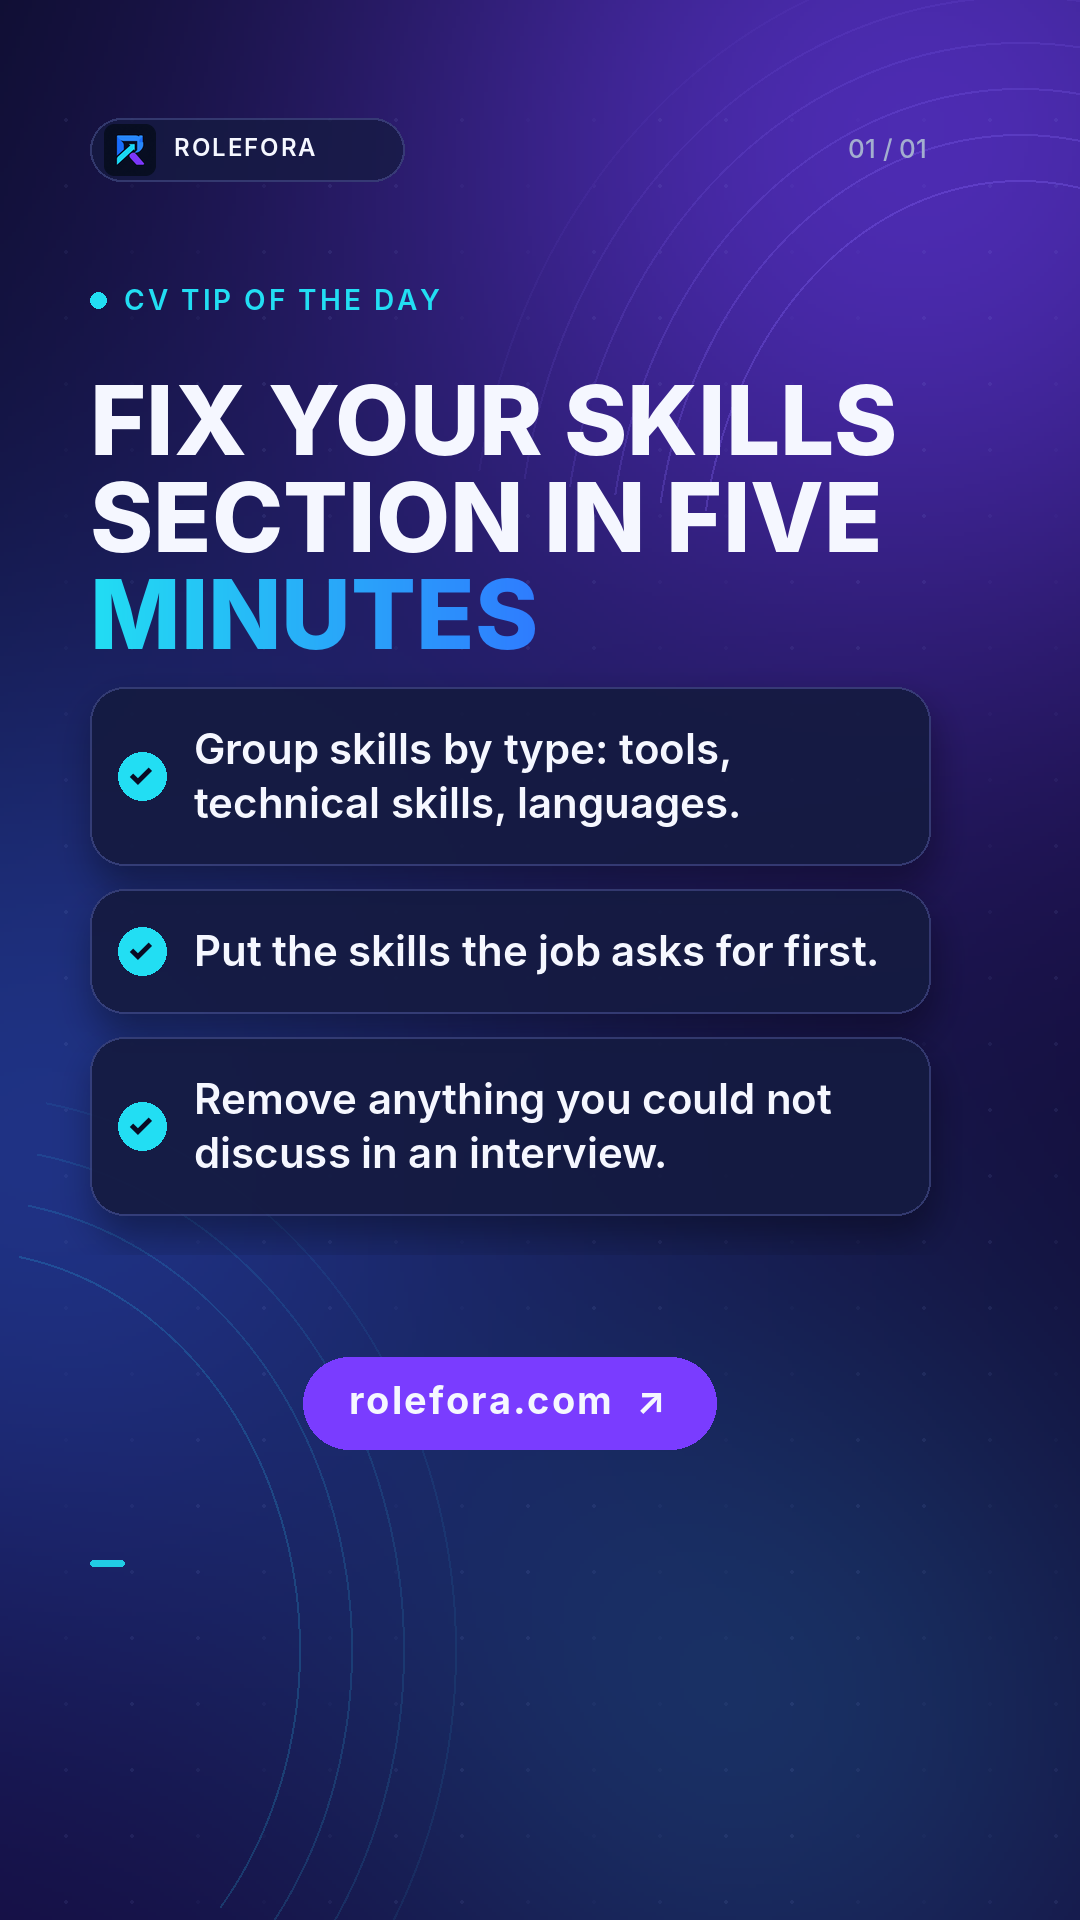 ROLEFORA
01 / 01
CV TIP OF THE DAY
FIX YOUR SKILLS
SECTION IN FIVE
MINUTES
Group skills by type: tools,
technical skills, languages.
Put the skills the job asks for first.
Remove anything you could not
discuss in an interview.
rolefora.com